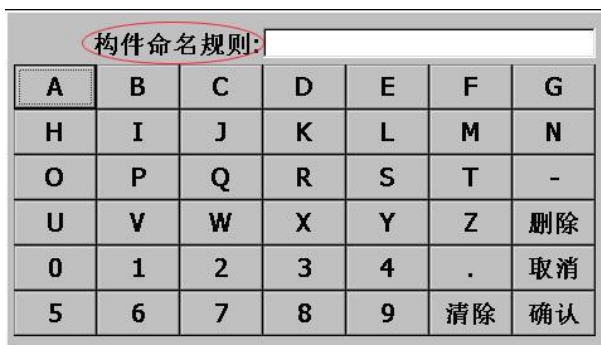 构件命名规则:
A B C D E F G
H I J K L M N
O P Q R S T -
U V W X Y Z 删除
0 1 2 3 4 . 取消
5 6 7 8 9 清除 确认